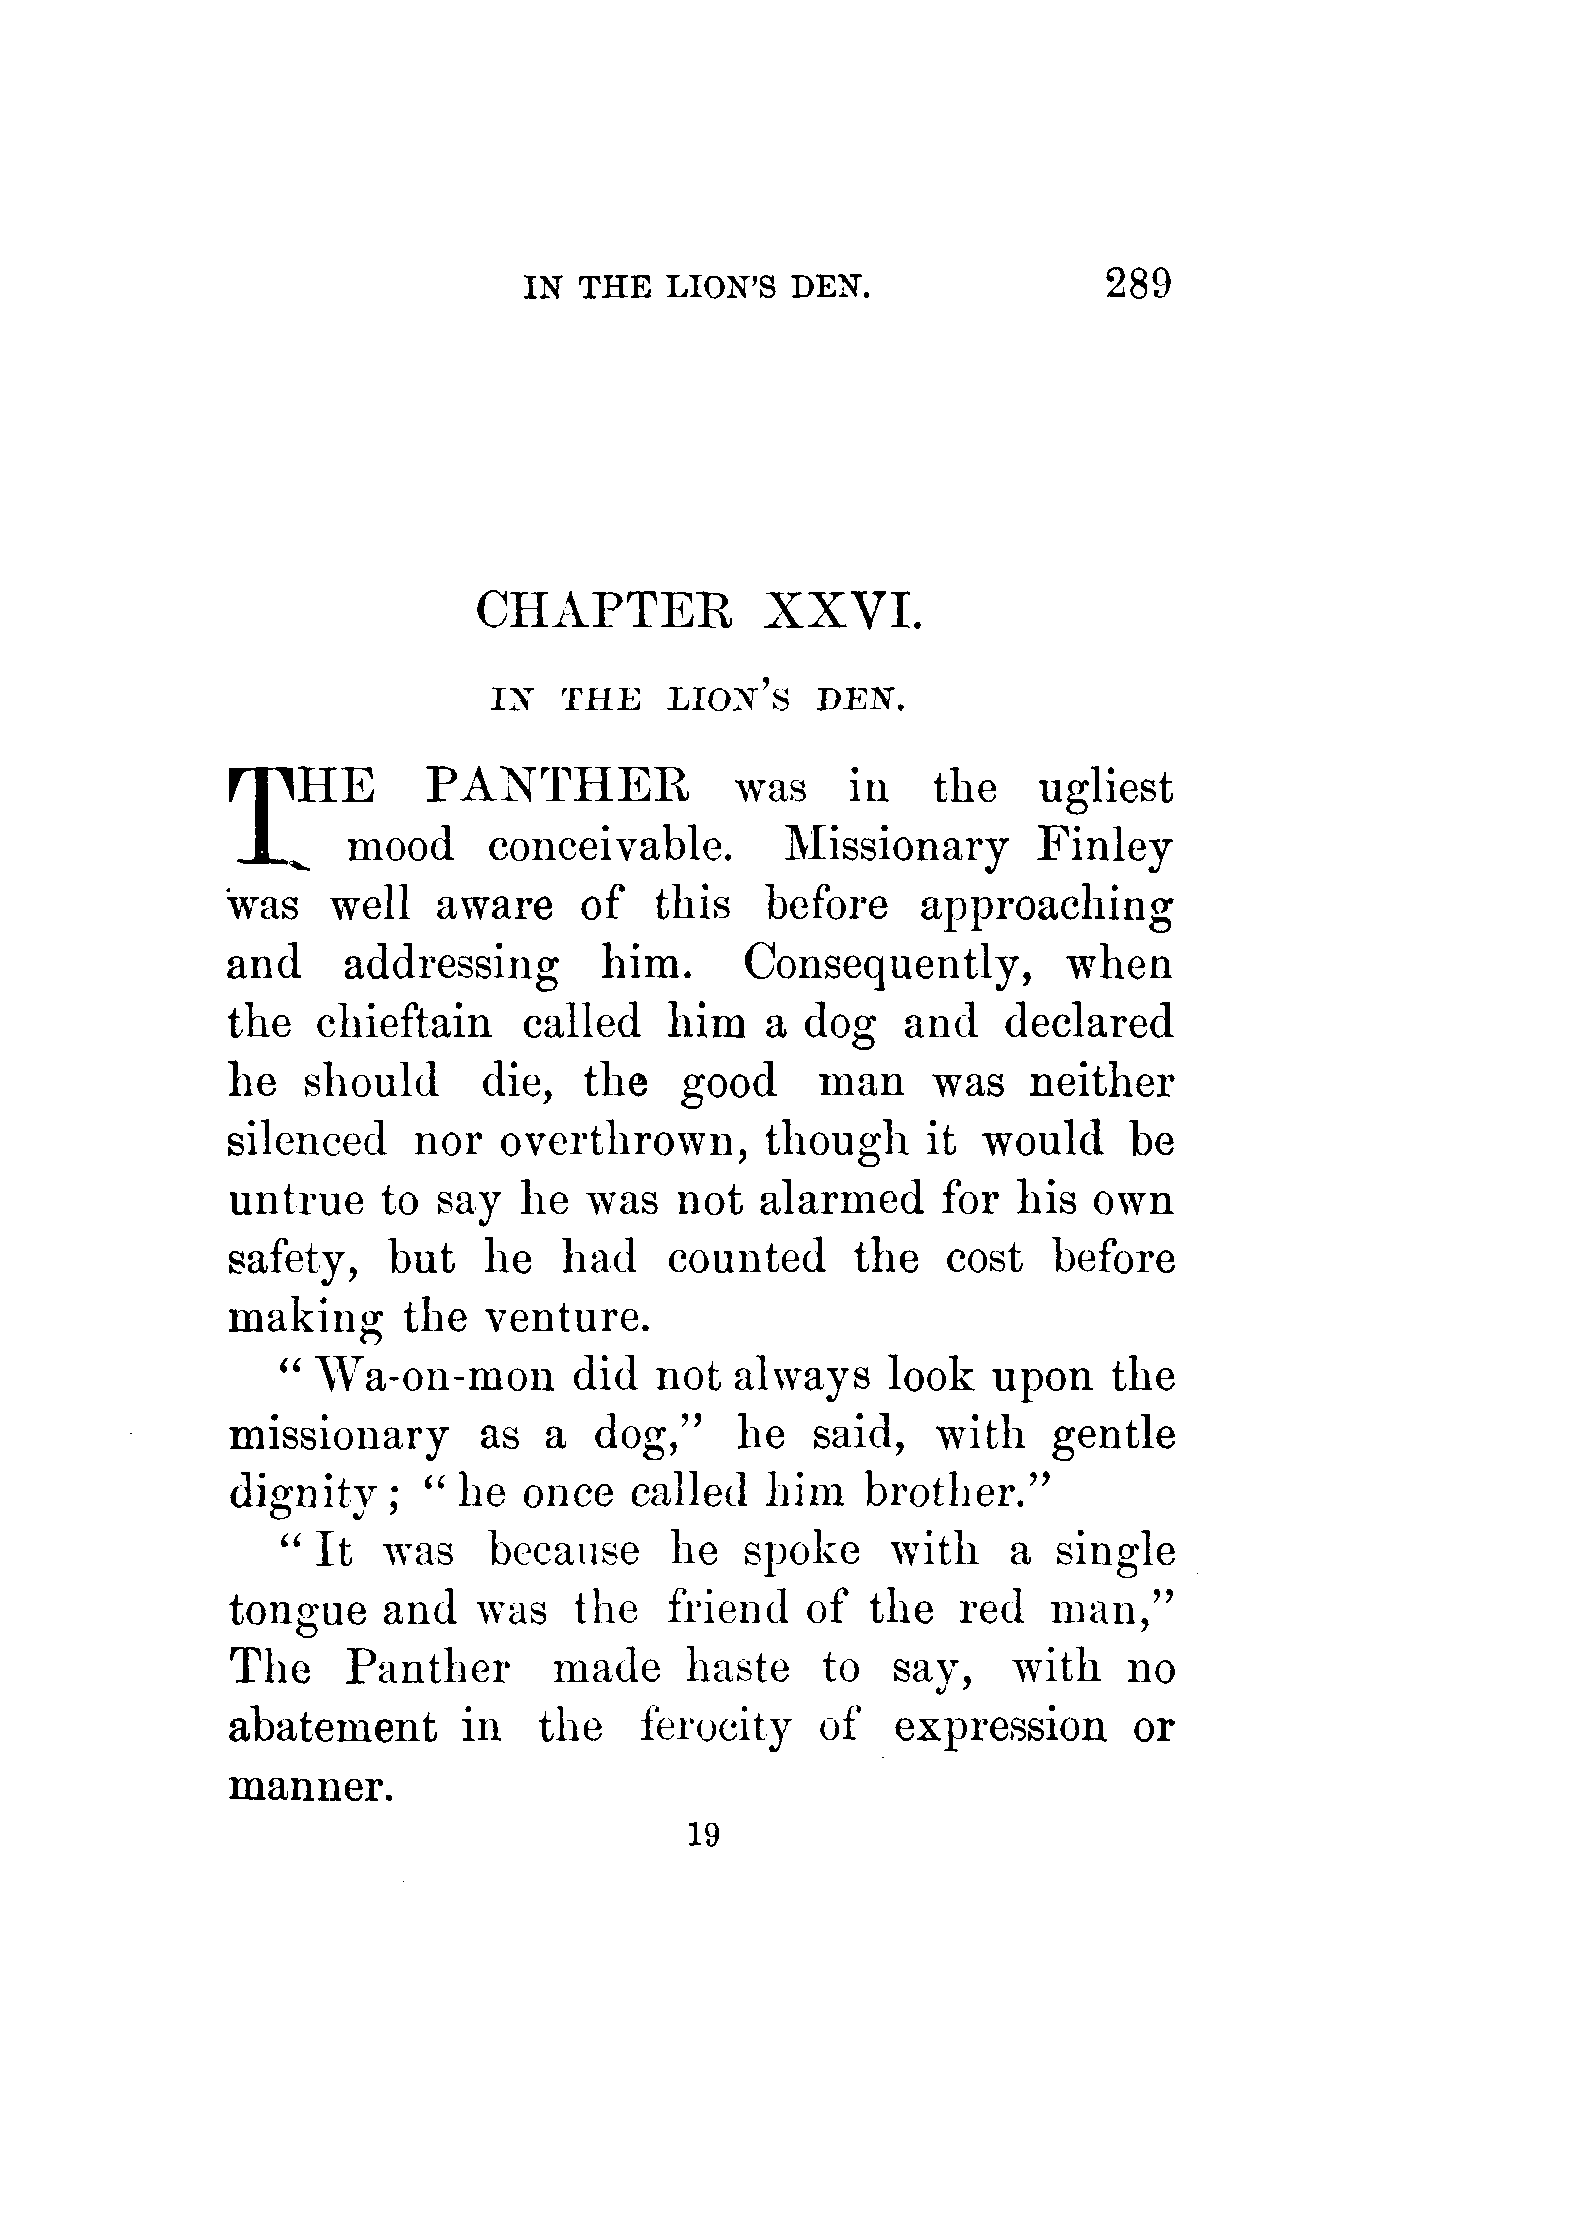 IN THE LION'S DEN. 289
CHAPTER XXVI.
IN THE LION'S DEN.
THE PANTHER was in the ugliest
mood conceivable. Missionary Finley
was well aware of this before approaching
and addressing him. Consequently, when
the chieftain called him a dog and declared
he should die, the good man was neither
silenced nor overthrown, though it would be
untrue to say he was not alarmed for his own
safety, but he had counted the cost before
making the venture.
“ Wa-on-mon did not always look upon the
missionary as a dog,” he said, with gentle
dignity ; “ he once called him brother.”
“ It was because he spoke with a single
tongue and was the friend of the red man,”
The Panther made haste to say, with no
abatement in the ferocity of expression or
manner.
19